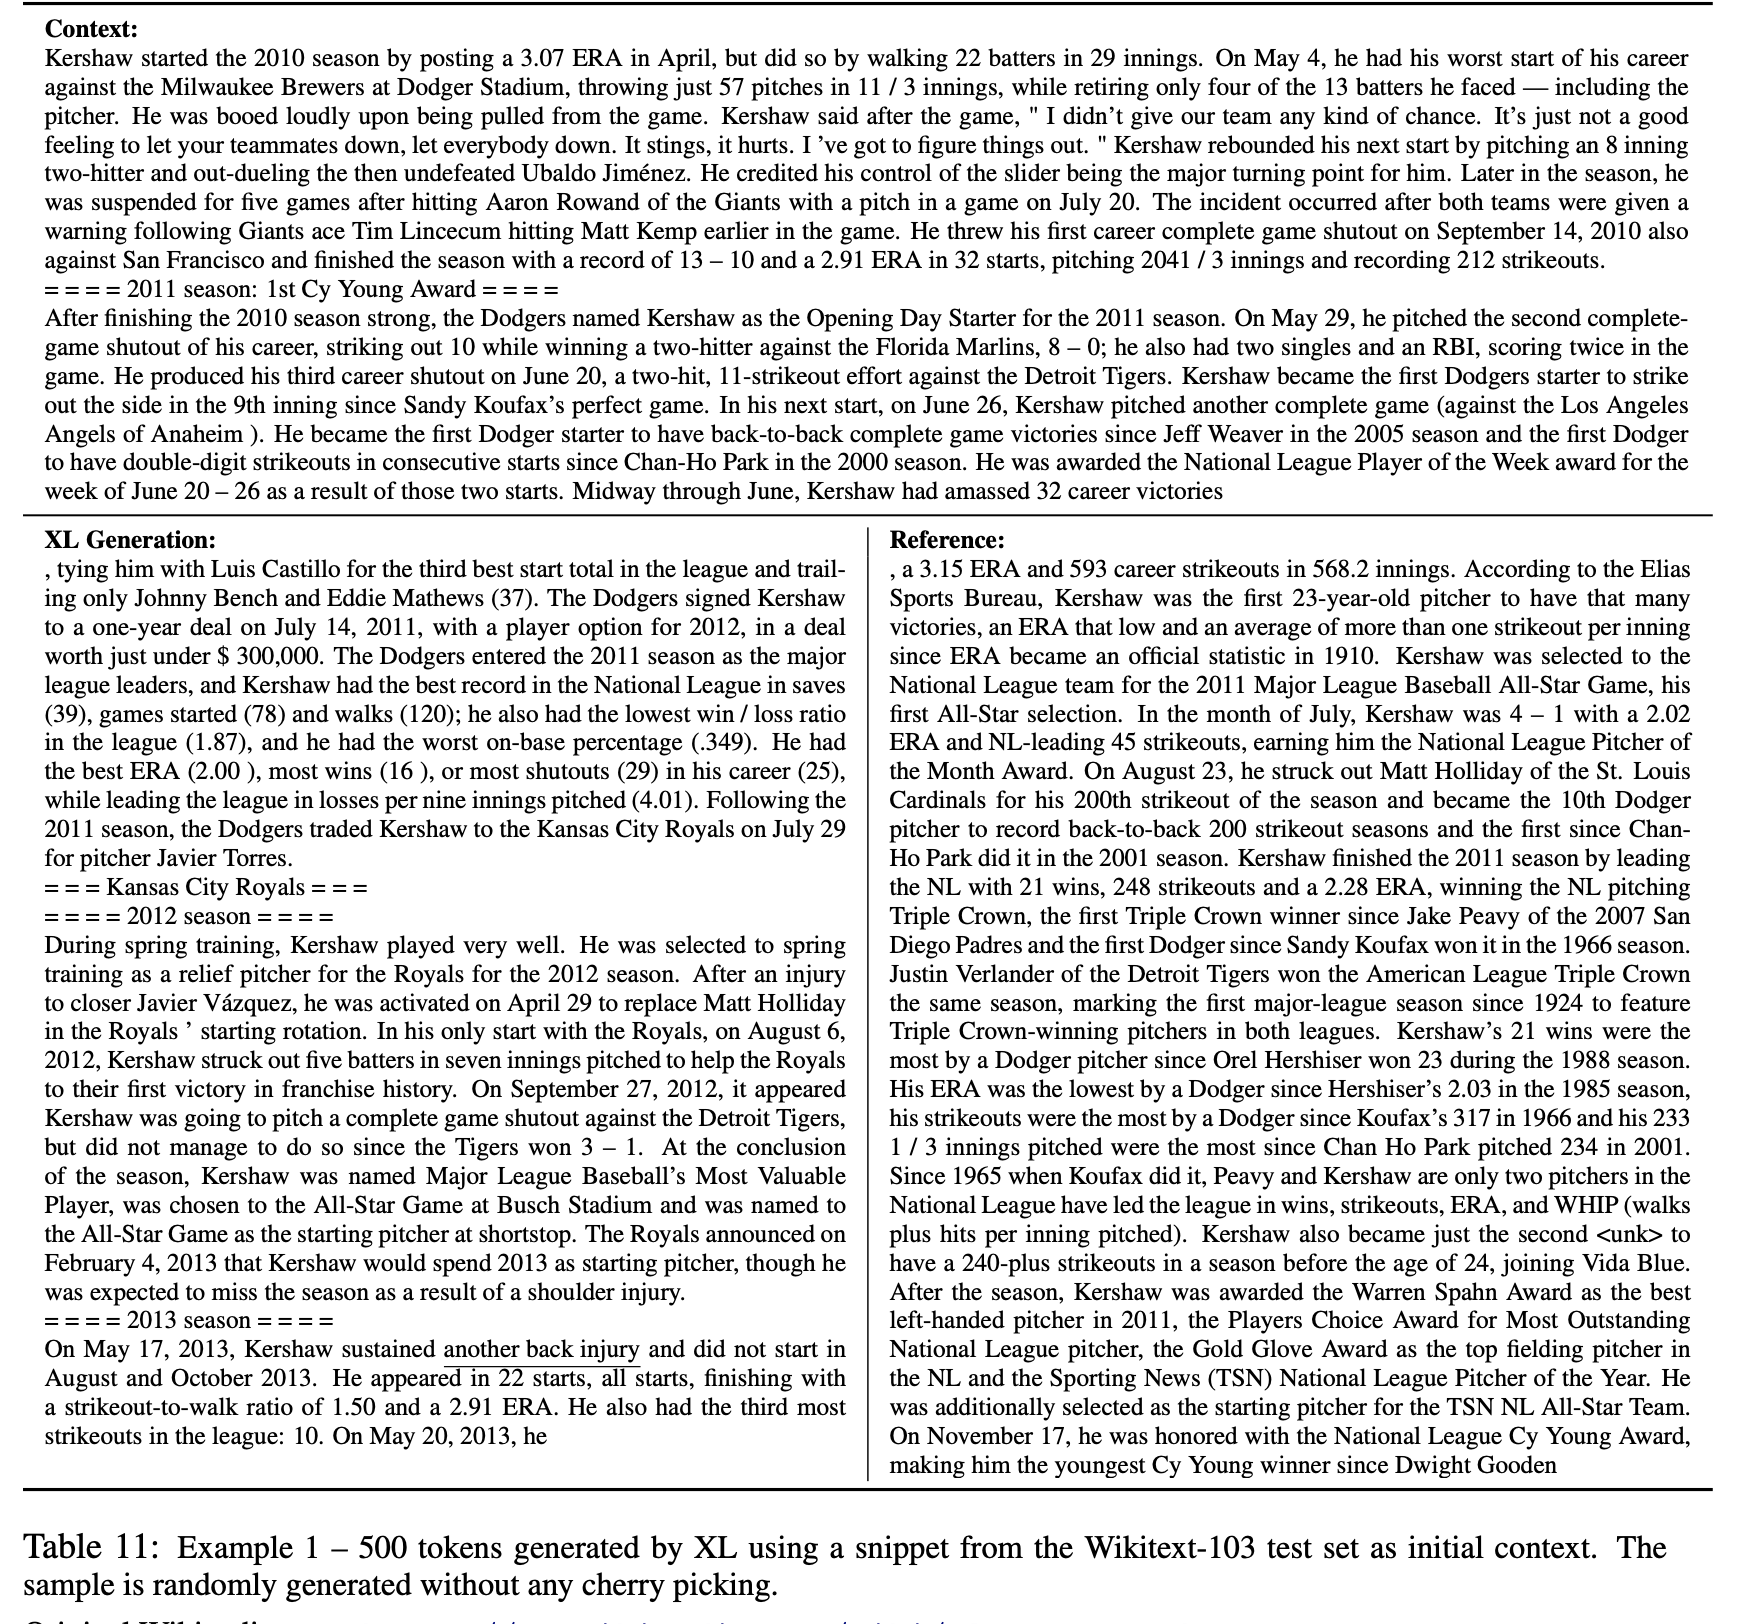 Context:
Kershaw started the 2010 season by posting a 3.07 ERA in April, but did so by walking 22 batters in 29 innings. On May 4, he had his worst start of his career
against the Milwaukee Brewers at Dodger Stadium, throwing just 57 pitches in 11 / 3 innings, while retiring only four of the 13 batters he faced — including the
pitcher. He was booed loudly upon being pulled from the game. Kershaw said after the game, " I didn't give our team any kind of chance. It's just not a good
feeling to let your teammates down, let everybody down. It stings, it hurts. I 've got to figure things out. " Kershaw rebounded his next start by pitching an 8 inning
two-hitter and out-dueling the then undefeated Ubaldo Jiménez. He credited his control of the slider being the major turning point for him. Later in the season, he
was suspended for five games after hitting Aaron Rowand of the Giants with a pitch in a game on July 20. The incident occurred after both teams were given a
warning following Giants ace Tim Lincecum hitting Matt Kemp earlier in the game. He threw his first career complete game shutout on September 14, 2010 also
against San Francisco and finished the season with a record of 13 – 10 and a 2.91 ERA in 32 starts, pitching 2041 / 3 innings and recording 212 strikeouts.
= = = = 2011 season: 1st Cy Young Award = = = =
After finishing the 2010 season strong, the Dodgers named Kershaw as the Opening Day Starter for the 2011 season. On May 29, he pitched the second complete-
game shutout of his career, striking out 10 while winning a two-hitter against the Florida Marlins, 8 – 0; he also had two singles and an RBI, scoring twice in the
game. He produced his third career shutout on June 20, a two-hit, 11-strikeout effort against the Detroit Tigers. Kershaw became the first Dodgers starter to strike
out the side in the 9th inning since Sandy Koufax's perfect game. In his next start, on June 26, Kershaw pitched another complete game (against the Los Angeles
Angels of Anaheim ). He became the first Dodger starter to have back-to-back complete game victories since Jeff Weaver in the 2005 season and the first Dodger
to have double-digit strikeouts in consecutive starts since Chan-Ho Park in the 2000 season. He was awarded the National League Player of the Week award for the
week of June 20 – 26 as a result of those two starts. Midway through June, Kershaw had amassed 32 career victories
XL Generation:
, tying him with Luis Castillo for the third best start total in the league and trail-
ing only Johnny Bench and Eddie Mathews (37). The Dodgers signed Kershaw
to a one-year deal on July 14, 2011, with a player option for 2012, in a deal
worth just under $ 300,000. The Dodgers entered the 2011 season as the major
league leaders, and Kershaw had the best record in the National League in saves
(39), games started (78) and walks (120); he also had the lowest win / loss ratio
in the league (1.87), and he had the worst on-base percentage (.349). He had
the best ERA (2.00 ), most wins (16 ), or most shutouts (29) in his career (25),
while leading the league in losses per nine innings pitched (4.01). Following the
2011 season, the Dodgers traded Kershaw to the Kansas City Royals on July 29
for pitcher Javier Torres.
= = = Kansas City Royals = = =
= = = = 2012 season = = = =
During spring training, Kershaw played very well. He was selected to spring
training as a relief pitcher for the Royals for the 2012 season. After an injury
to closer Javier Vázquez, he was activated on April 29 to replace Matt Holliday
in the Royals ' starting rotation. In his only start with the Royals, on August 6,
2012, Kershaw struck out five batters in seven innings pitched to help the Royals
to their first victory in franchise history. On September 27, 2012, it appeared
Kershaw was going to pitch a complete game shutout against the Detroit Tigers,
but did not manage to do so since the Tigers won 3 – 1. At the conclusion
of the season, Kershaw was named Major League Baseball's Most Valuable
Player, was chosen to the All-Star Game at Busch Stadium and was named to
the All-Star Game as the starting pitcher at shortstop. The Royals announced on
February 4, 2013 that Kershaw would spend 2013 as starting pitcher, though he
was expected to miss the season as a result of a shoulder injury.
= = = = 2013 season = = = =
On May 17, 2013, Kershaw sustained another back injury and did not start in
August and October 2013. He appeared in 22 starts, all starts, finishing with
a strikeout-to-walk ratio of 1.50 and a 2.91 ERA. He also had the third most
strikeouts in the league: 10. On May 20, 2013, he
Reference:
, a 3.15 ERA and 593 career strikeouts in 568.2 innings. According to the Elias
Sports Bureau, Kershaw was the first 23-year-old pitcher to have that many
victories, an ERA that low and an average of more than one strikeout per inning
since ERA became an official statistic in 1910. Kershaw was selected to the
National League team for the 2011 Major League Baseball All-Star Game, his
first All-Star selection. In the month of July, Kershaw was 4 – 1 with a 2.02
ERA and NL-leading 45 strikeouts, earning him the National League Pitcher of
the Month Award. On August 23, he struck out Matt Holliday of the St. Louis
Cardinals for his 200th strikeout of the season and became the 10th Dodger
pitcher to record back-to-back 200 strikeout seasons and the first since Chan-
Ho Park did it in the 2001 season. Kershaw finished the 2011 season by leading
the NL with 21 wins, 248 strikeouts and a 2.28 ERA, winning the NL pitching
Triple Crown, the first Triple Crown winner since Jake Peavy of the 2007 San
Diego Padres and the first Dodger since Sandy Koufax won it in the 1966 season.
Justin Verlander of the Detroit Tigers won the American League Triple Crown
the same season, marking the first major-league season since 1924 to feature
Triple Crown-winning pitchers in both leagues. Kershaw's 21 wins were the
most by a Dodger pitcher since Orel Hershiser won 23 during the 1988 season.
His ERA was the lowest by a Dodger since Hershiser's 2.03 in the 1985 season,
his strikeouts were the most by a Dodger since Koufax's 317 in 1966 and his 233
1 / 3 innings pitched were the most since Chan Ho Park pitched 234 in 2001.
Since 1965 when Koufax did it, Peavy and Kershaw are only two pitchers in the
National League have led the league in wins, strikeouts, ERA, and WHIP (walks
plus hits per inning pitched). Kershaw also became just the second <unk> to
have a 240-plus strikeouts in a season before the age of 24, joining Vida Blue.
After the season, Kershaw was awarded the Warren Spahn Award as the best
left-handed pitcher in 2011, the Players Choice Award for Most Outstanding
National League pitcher, the Gold Glove Award as the top fielding pitcher in
the NL and the Sporting News (TSN) National League Pitcher of the Year. He
was additionally selected as the starting pitcher for the TSN NL All-Star Team.
On November 17, he was honored with the National League Cy Young Award,
making him the youngest Cy Young winner since Dwight Gooden
Table 11: Example 1 – 500 tokens generated by XL using a snippet from the Wikitext-103 test set as initial context. The
sample is randomly generated without any cherry picking.